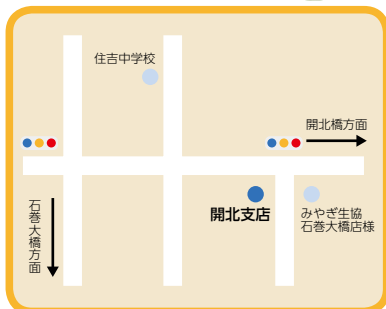 住吉中学校
開北橋方面
石巻大橋方面
開北支店
みやぎ生協
石巻大橋店様